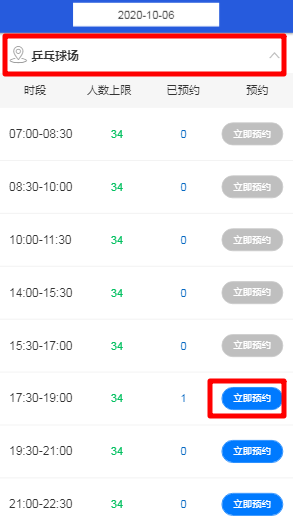 2020-10-06
乒乓球场
时段 人数上限 已预约 预约
07:00-08:30 34 0 立即预约
08:30-10:00 34 0 立即预约
10:00-11:30 34 0 立即预约
14:00-15:30 34 0 立即预约
15:30-17:00 34 0 立即预约
17:30-19:00 34 1 立即预约
19:30-21:00 34 0 立即预约
21:00-22:30 34 0 立即预约